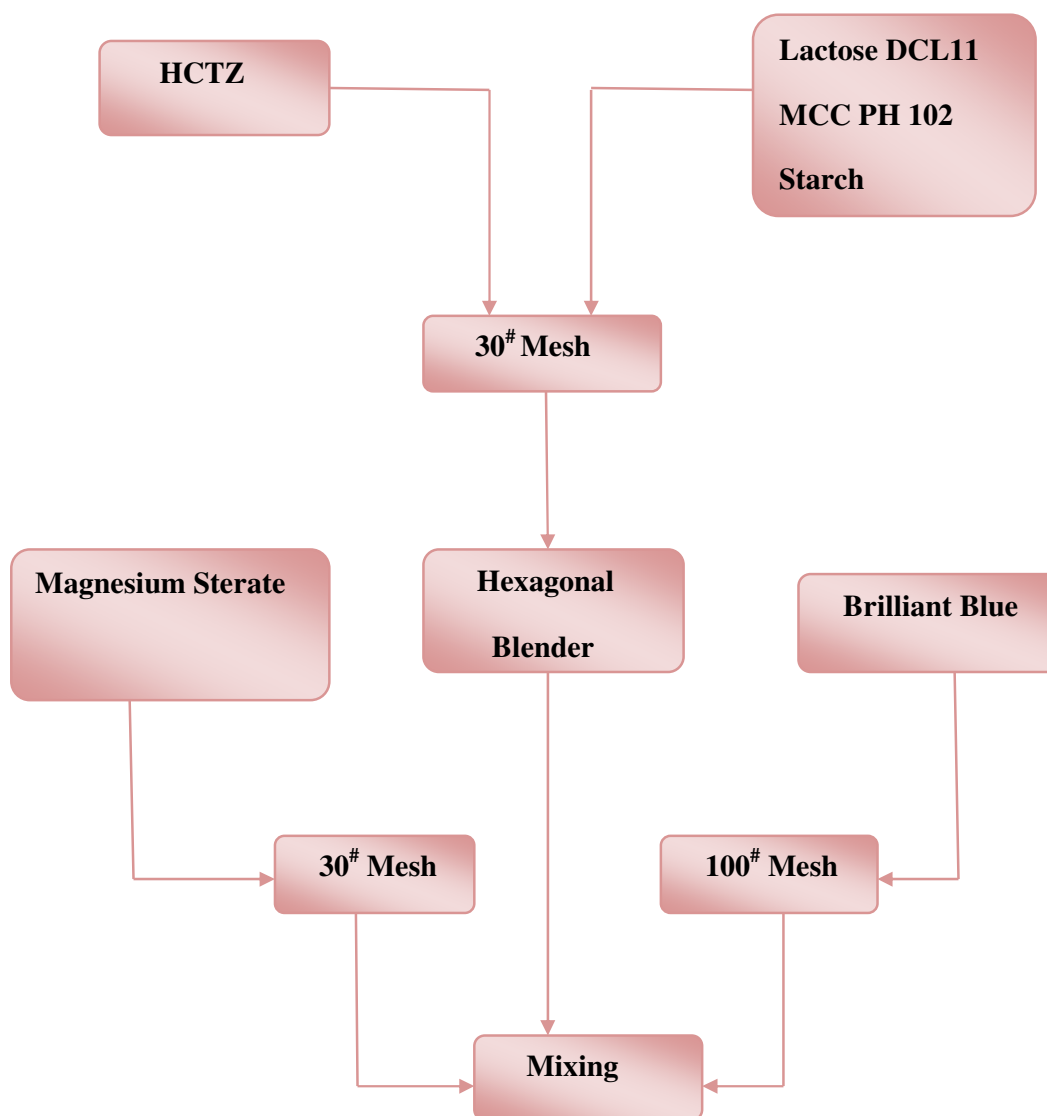 HCTZ
Lactose DCL11
MCC PH 102
Starch
30# Mesh
Magnesium Sterate
Hexagonal
Blender
Brilliant Blue
30# Mesh
100# Mesh
Mixing